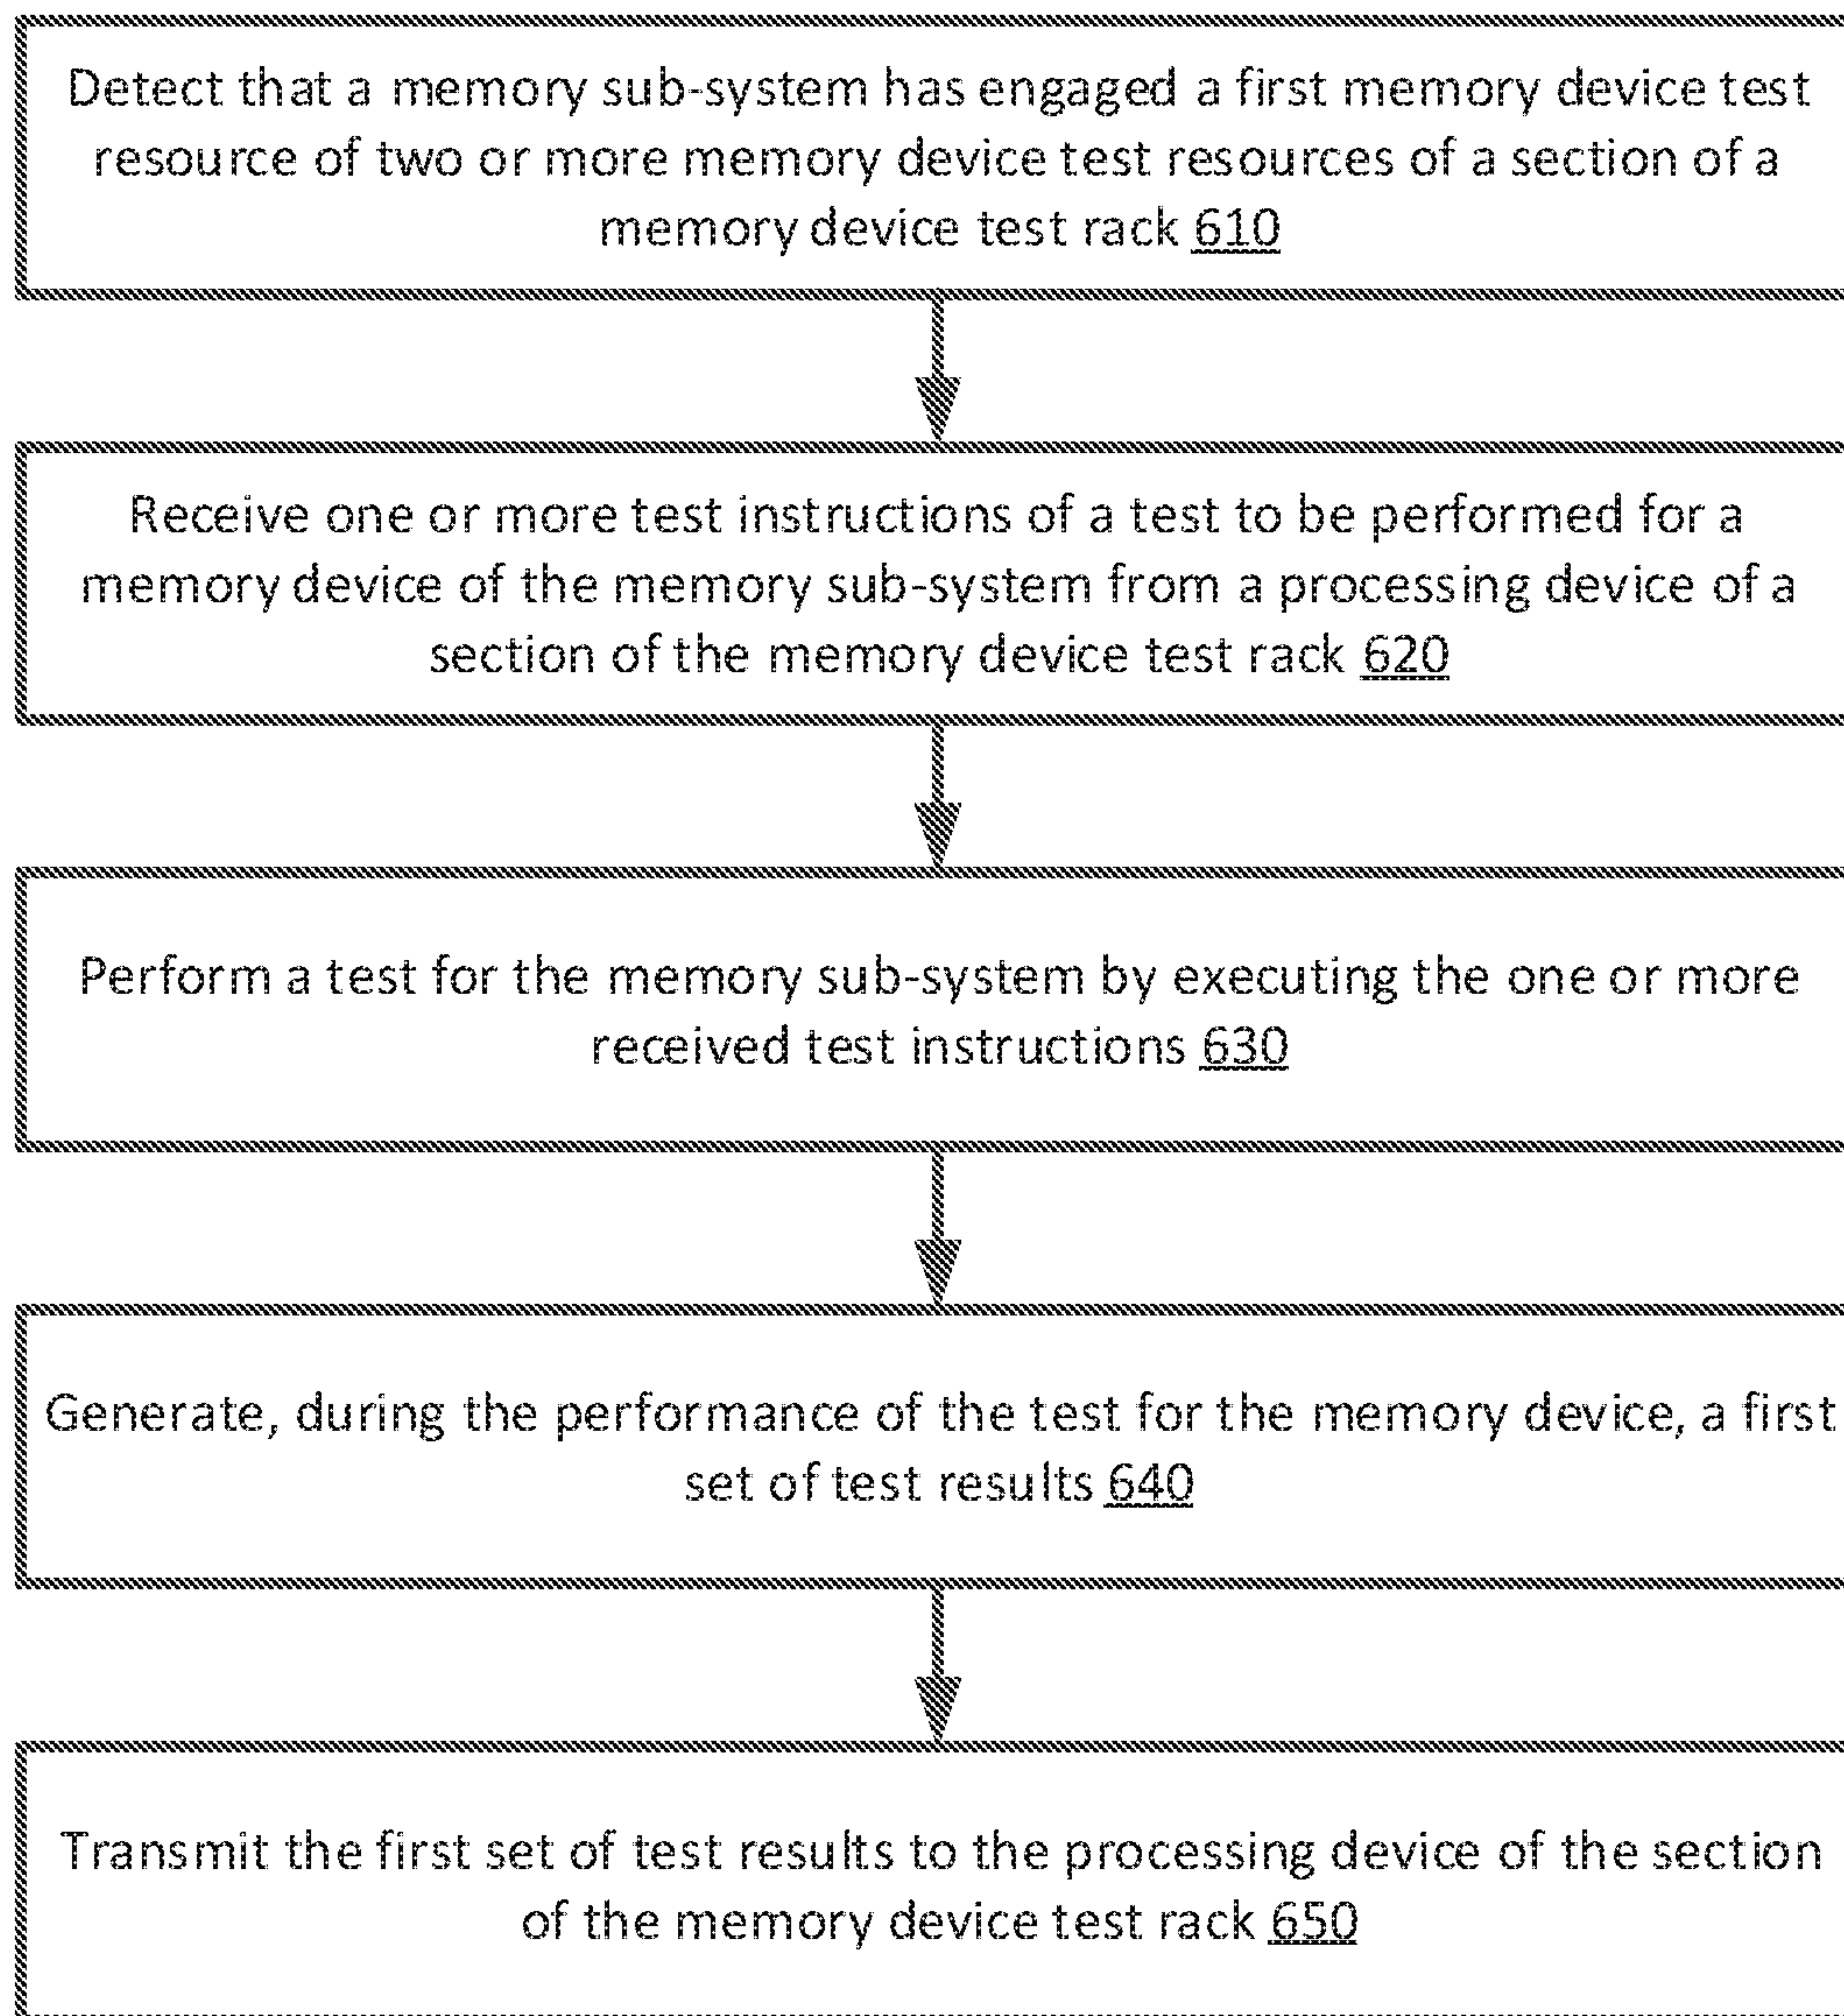 Detect that a memory sub-system has engaged a first memory device test
resource of two or more memory device test resources of a section of a
memory device test rack 610
Receive one or more test instructions of a test to be performed for a
memory device of the memory sub-system from a processing device of a
section of the memory device test rack 620
Perform a test for the memory sub-system by executing the one or more
received test instructions 630
Generate, during the performance of the test for the memory device, a first
set of test results 640
Transmit the first set of test results to the processing device of the section
of the memory device test rack 650